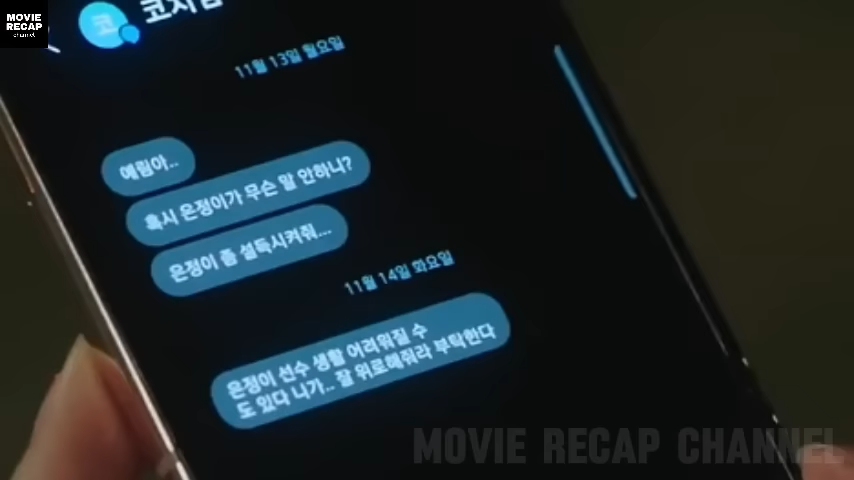 MOVIE
RECAP
channel
코
코치님
11월 13일 월요일
예림아..
혹시 은정이가 무슨 말 안하니?
은정이 좀 설득시켜줘...
11월 14일 화요일
은정이 선수 생활 어려워질 수
도 있다 니가.. 잘 위로해줘라 부탁한다
MOVIE RECAP CHANNEL